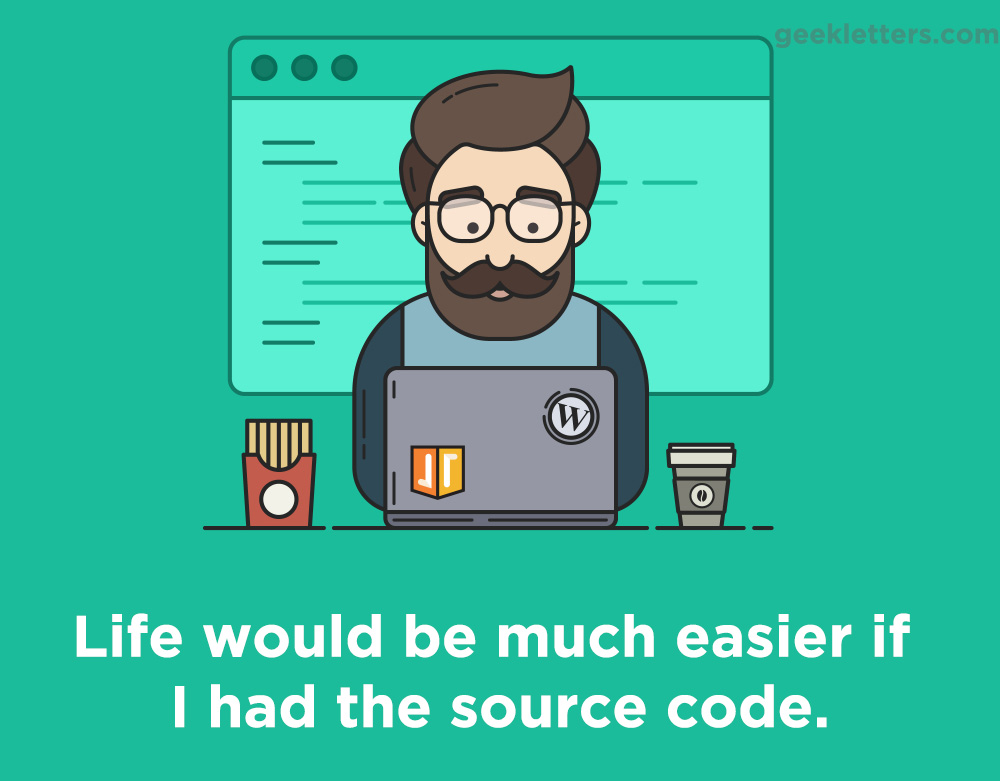 geekletters.com
W
Life would be much easier if
I had the source code.